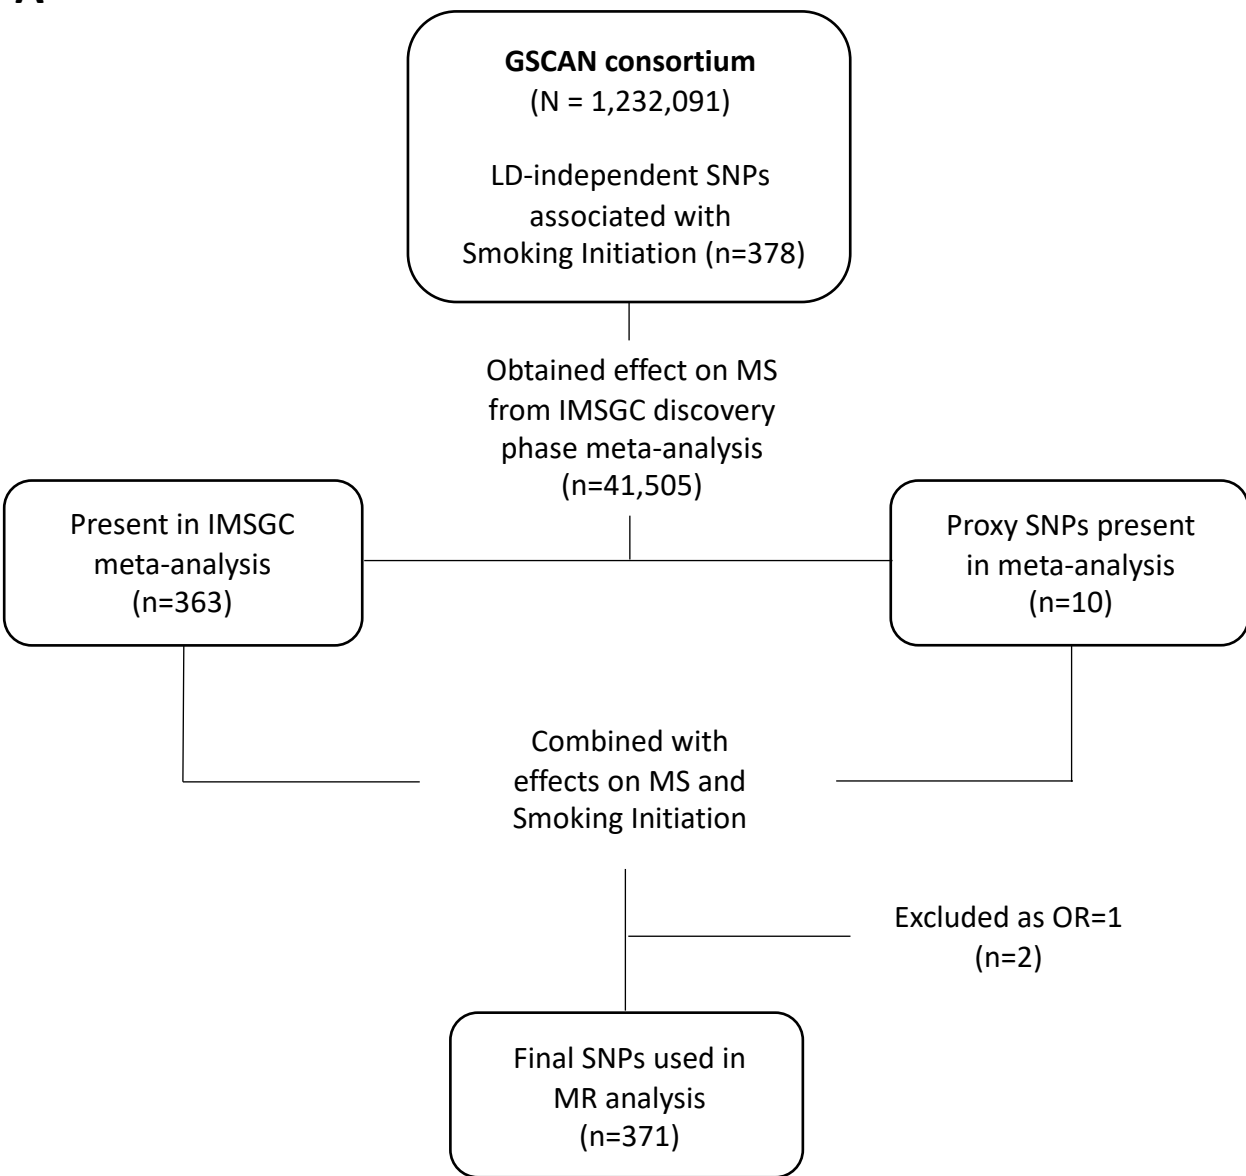 GSCAN consortium
(N = 1,232,091)
LD-independent SNPs
associated with
Smoking Initiation (n=378)
Obtained effect on MS
from IMSGC discovery
phase meta-analysis
(n=41,505)
Present in IMSGC
meta-analysis
(n=363)
Proxy SNPs present
in meta-analysis
(n=10)
Combined with
effects on MS and
Smoking Initiation
Excluded as OR=1
(n=2)
Final SNPs used in
MR analysis
(n=371)